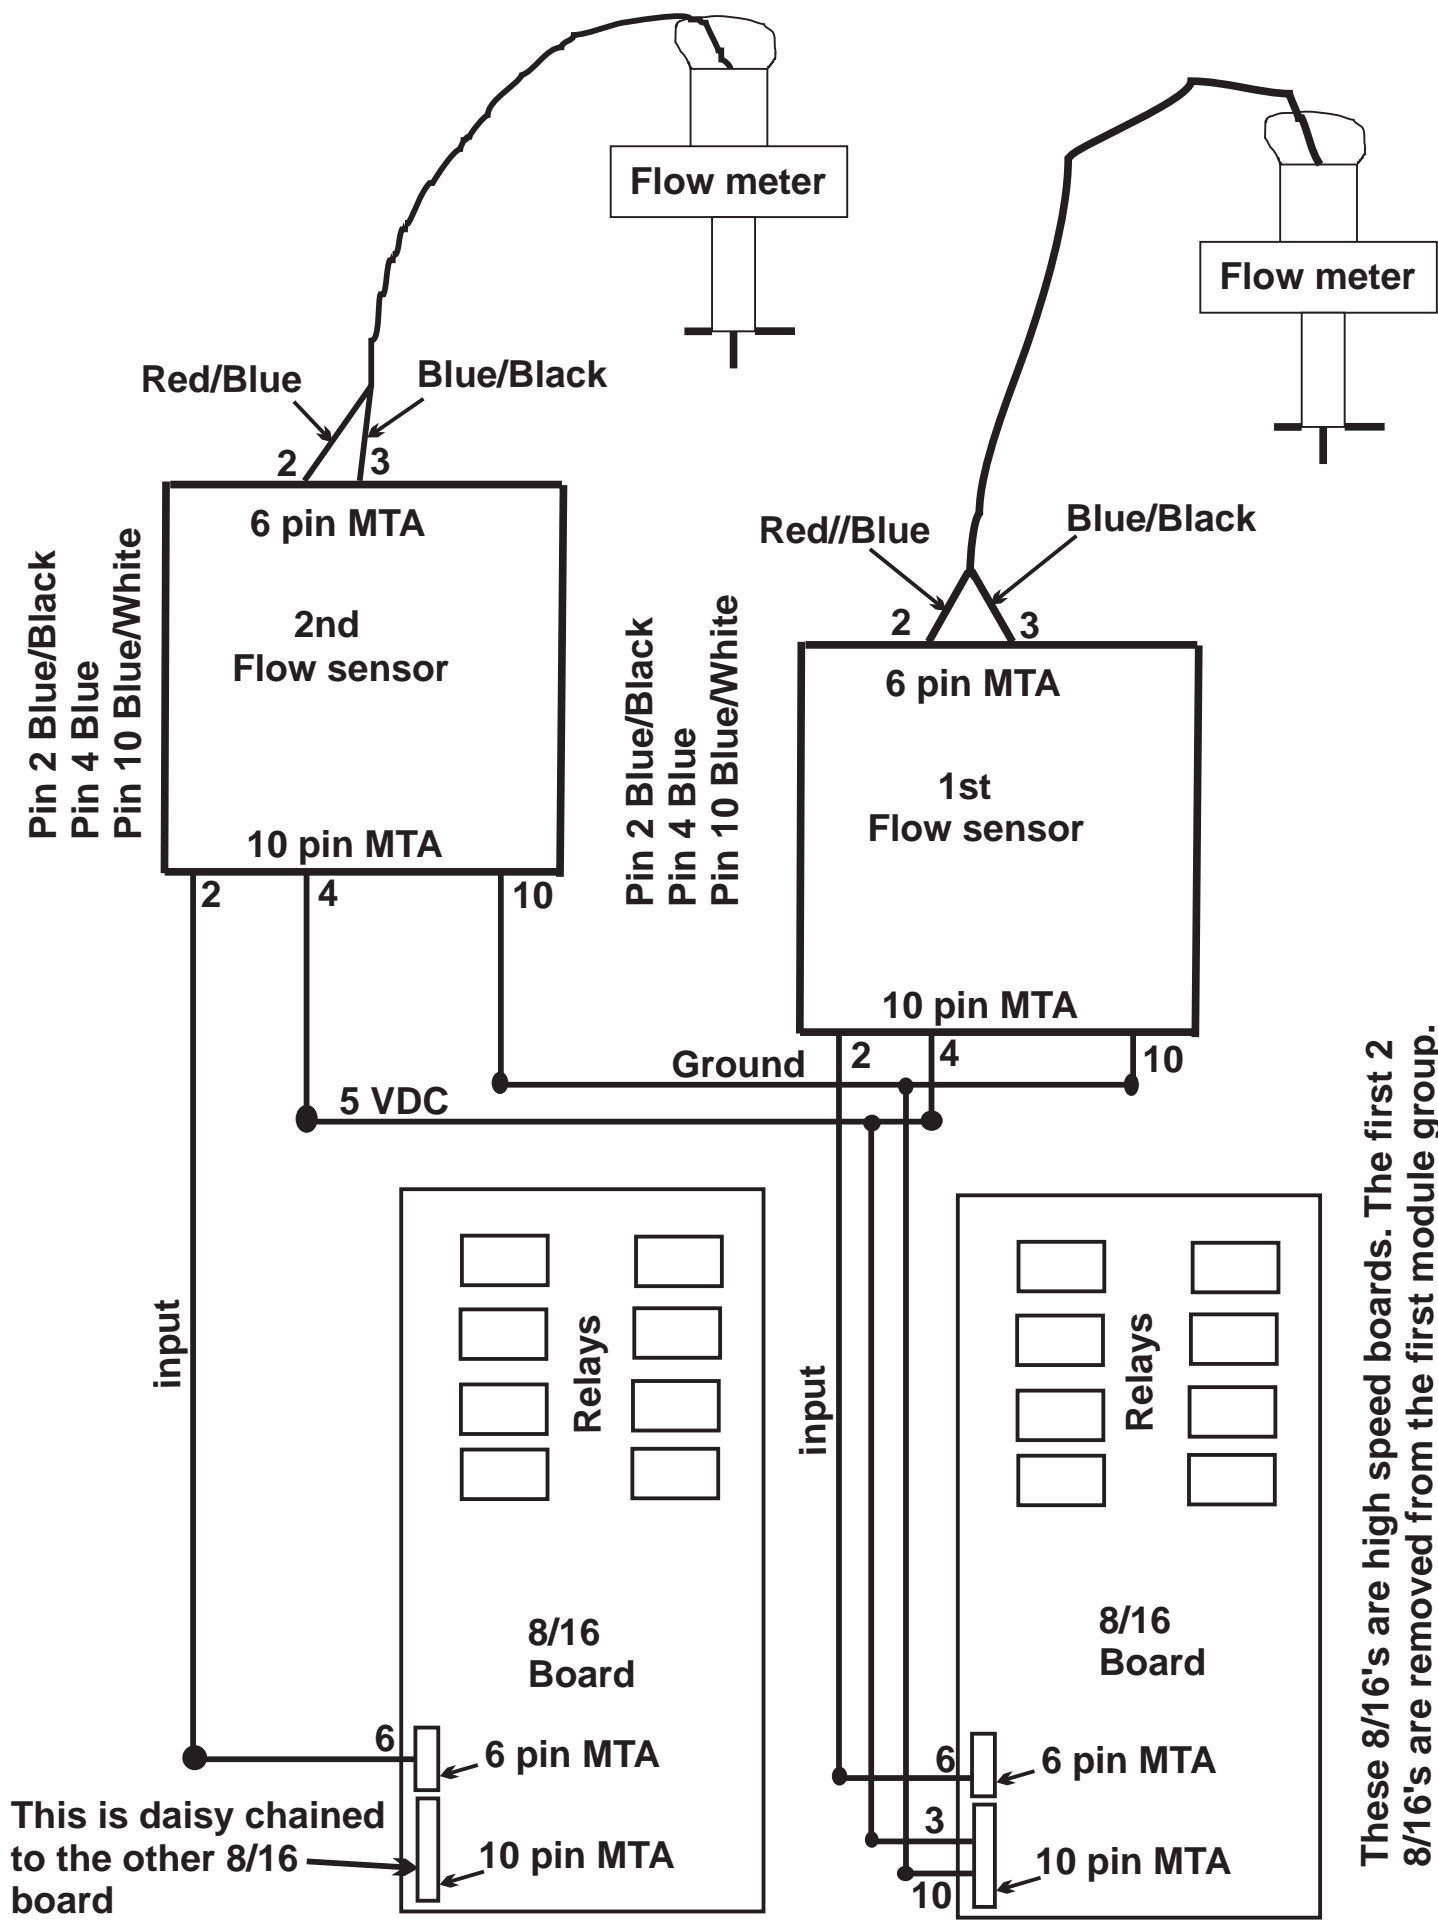 Flow meter
Flow meter
Red/Blue
Blue/Black
2
3
6 pin MTA
2nd
Flow sensor
10 pin MTA
Pin 2 Blue/Black
Pin 4 Blue
Pin 10 Blue/White
2
4
10
Red//Blue
Blue/Black
2
3
6 pin MTA
1st
Flow sensor
10 pin MTA
Pin 2 Blue/Black
Pin 4 Blue
Pin 10 Blue/White
2
4
10
Ground
5 VDC
input
Relays
8/16
Board
6
6 pin MTA
10 pin MTA
This is daisy chained
to the other 8/16
board
input
Relays
8/16
Board
6
6 pin MTA
3
10 pin MTA
10
These 8/16's are high speed boards. The first 2
8/16's are removed from the first module group.